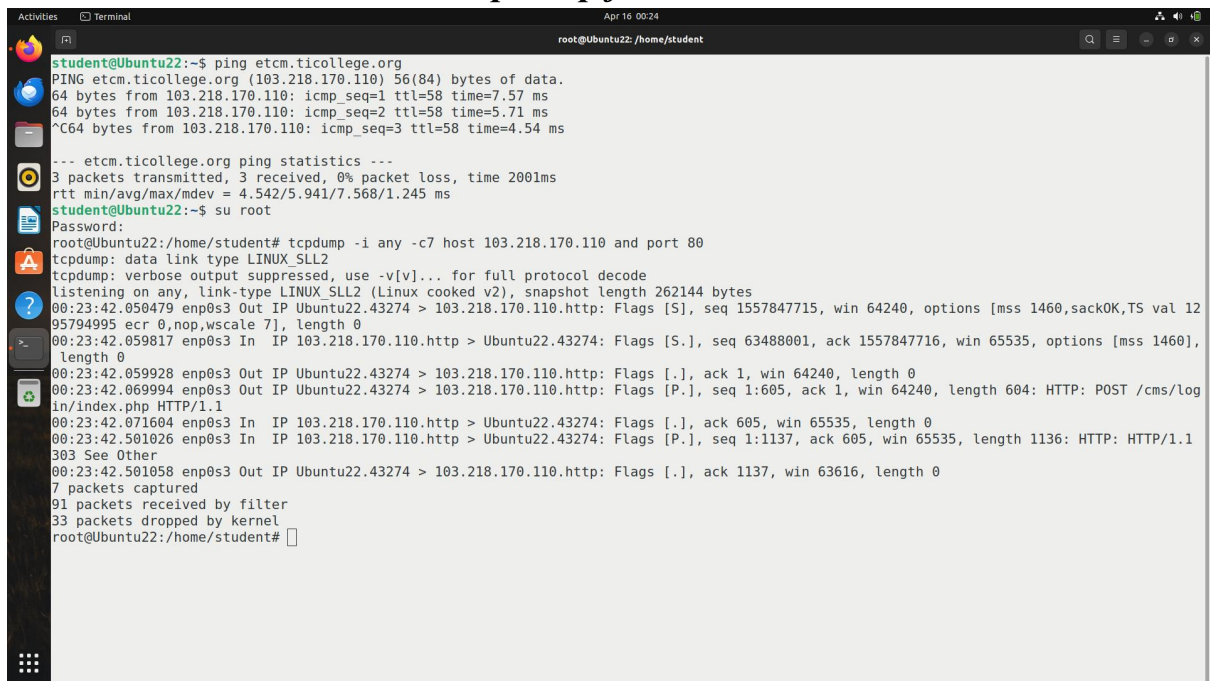 Activities
Terminal
Apr 16 00:24
root@Ubuntu22: /home/student
student@Ubuntu22:~$ ping etcm.ticollege.org
PING etcm.ticollege.org (103.218.170.110) 56(84) bytes of data.
64 bytes from 103.218.170.110: icmp_seq=1 ttl=58 time=7.57 ms
64 bytes from 103.218.170.110: icmp_seq=2 ttl=58 time=5.71 ms
^C64 bytes from 103.218.170.110: icmp_seq=3 ttl=58 time=4.54 ms
--- etcm.ticollege.org ping statistics ---
3 packets transmitted, 3 received, 0% packet loss, time 2001ms
rtt min/avg/max/mdev = 4.542/5.941/7.568/1.245 ms
student@Ubuntu22:~$ su root
Password:
root@Ubuntu22:/home/student# tcpdump -i any -c7 host 103.218.170.110 and port 80
tcpdump: data link type LINUX_SLL2
tcpdump: verbose output suppressed, use -v[v]... for full protocol decode
listening on any, link-type LINUX_SLL2 (Linux cooked v2), snapshot length 262144 bytes
00:23:42.050479 enp0s3 Out IP Ubuntu22.43274 > 103.218.170.110.http: Flags [S], seq 1557847715, win 64240, options [mss 1460,sackOK,TS val 12
95794995 ecr 0,nop,wscale 7], length 0
00:23:42.059817 enp0s3 In  IP 103.218.170.110.http > Ubuntu22.43274: Flags [S.], seq 63488001, ack 1557847716, win 65535, options [mss 1460],
 length 0
00:23:42.059928 enp0s3 Out IP Ubuntu22.43274 > 103.218.170.110.http: Flags [.], ack 1, win 64240, length 0
00:23:42.069994 enp0s3 Out IP Ubuntu22.43274 > 103.218.170.110.http: Flags [P.], seq 1:605, ack 1, win 64240, length 604: HTTP: POST /cms/log
in/index.php HTTP/1.1
00:23:42.071604 enp0s3 In  IP 103.218.170.110.http > Ubuntu22.43274: Flags [.], ack 605, win 65535, length 0
00:23:42.501026 enp0s3 In  IP 103.218.170.110.http > Ubuntu22.43274: Flags [P.], seq 1:1137, ack 605, win 65535, length 1136: HTTP: HTTP/1.1
303 See Other
00:23:42.501058 enp0s3 Out IP Ubuntu22.43274 > 103.218.170.110.http: Flags [.], ack 1137, win 63616, length 0
7 packets captured
91 packets received by filter
33 packets dropped by kernel
root@Ubuntu22:/home/student#